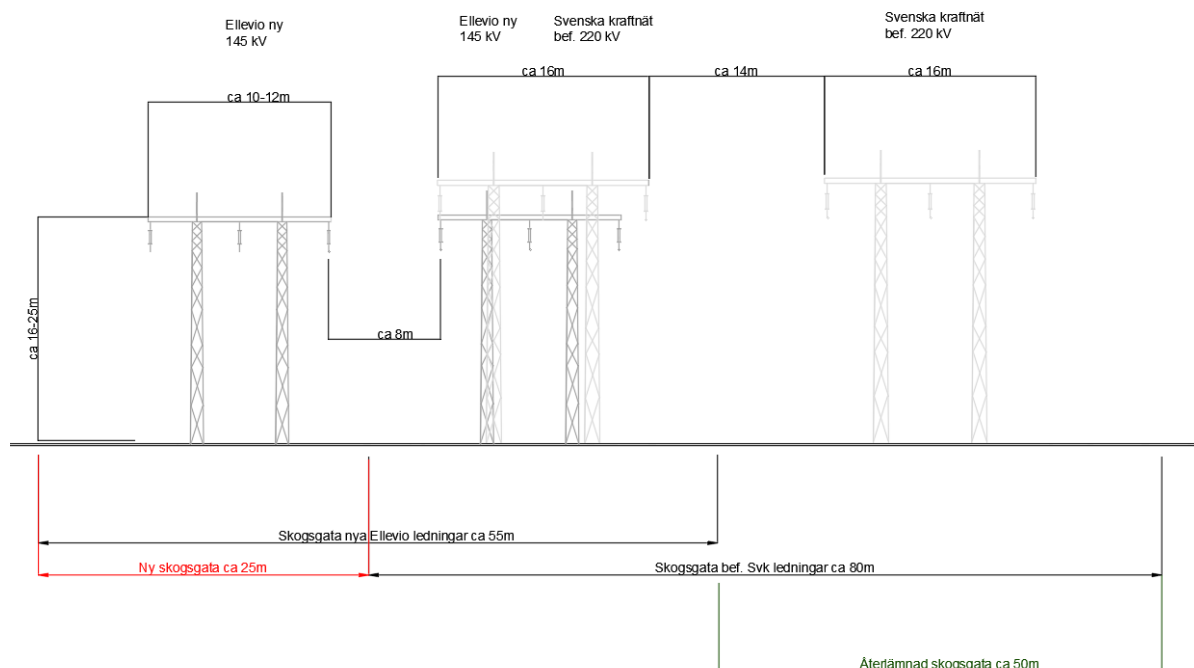 Ellevio ny
145 kV
Ellevio ny
145 kV
Svenska kraftnät
bef. 220 kV
Svenska kraftnät
bef. 220 kV
ca 10-12m
ca 16m
ca 14m
ca 16m
ca 16-25m
ca 8m
Skogsgata nya Ellevio ledningar ca 55m
Ny skogsgata ca 25m
Skogsgata bef. Svk ledningar ca 80m
Återlämnad skogsgata ca 50m